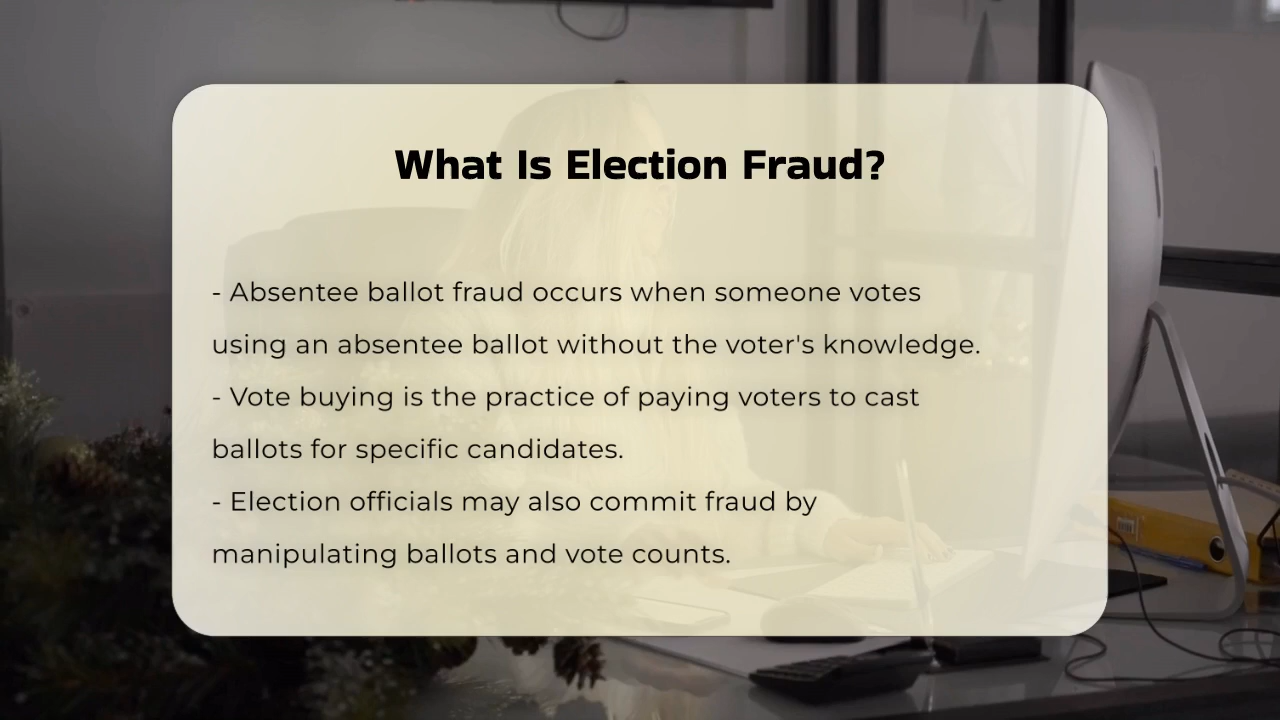 What Is Election Fraud?
- Absentee ballot fraud occurs when someone votes
using an absentee ballot without the voter's knowledge.
- Vote buying is the practice of paying voters to cast
ballots for specific candidates.
- Election officials may also commit fraud by
manipulating ballots and vote counts.